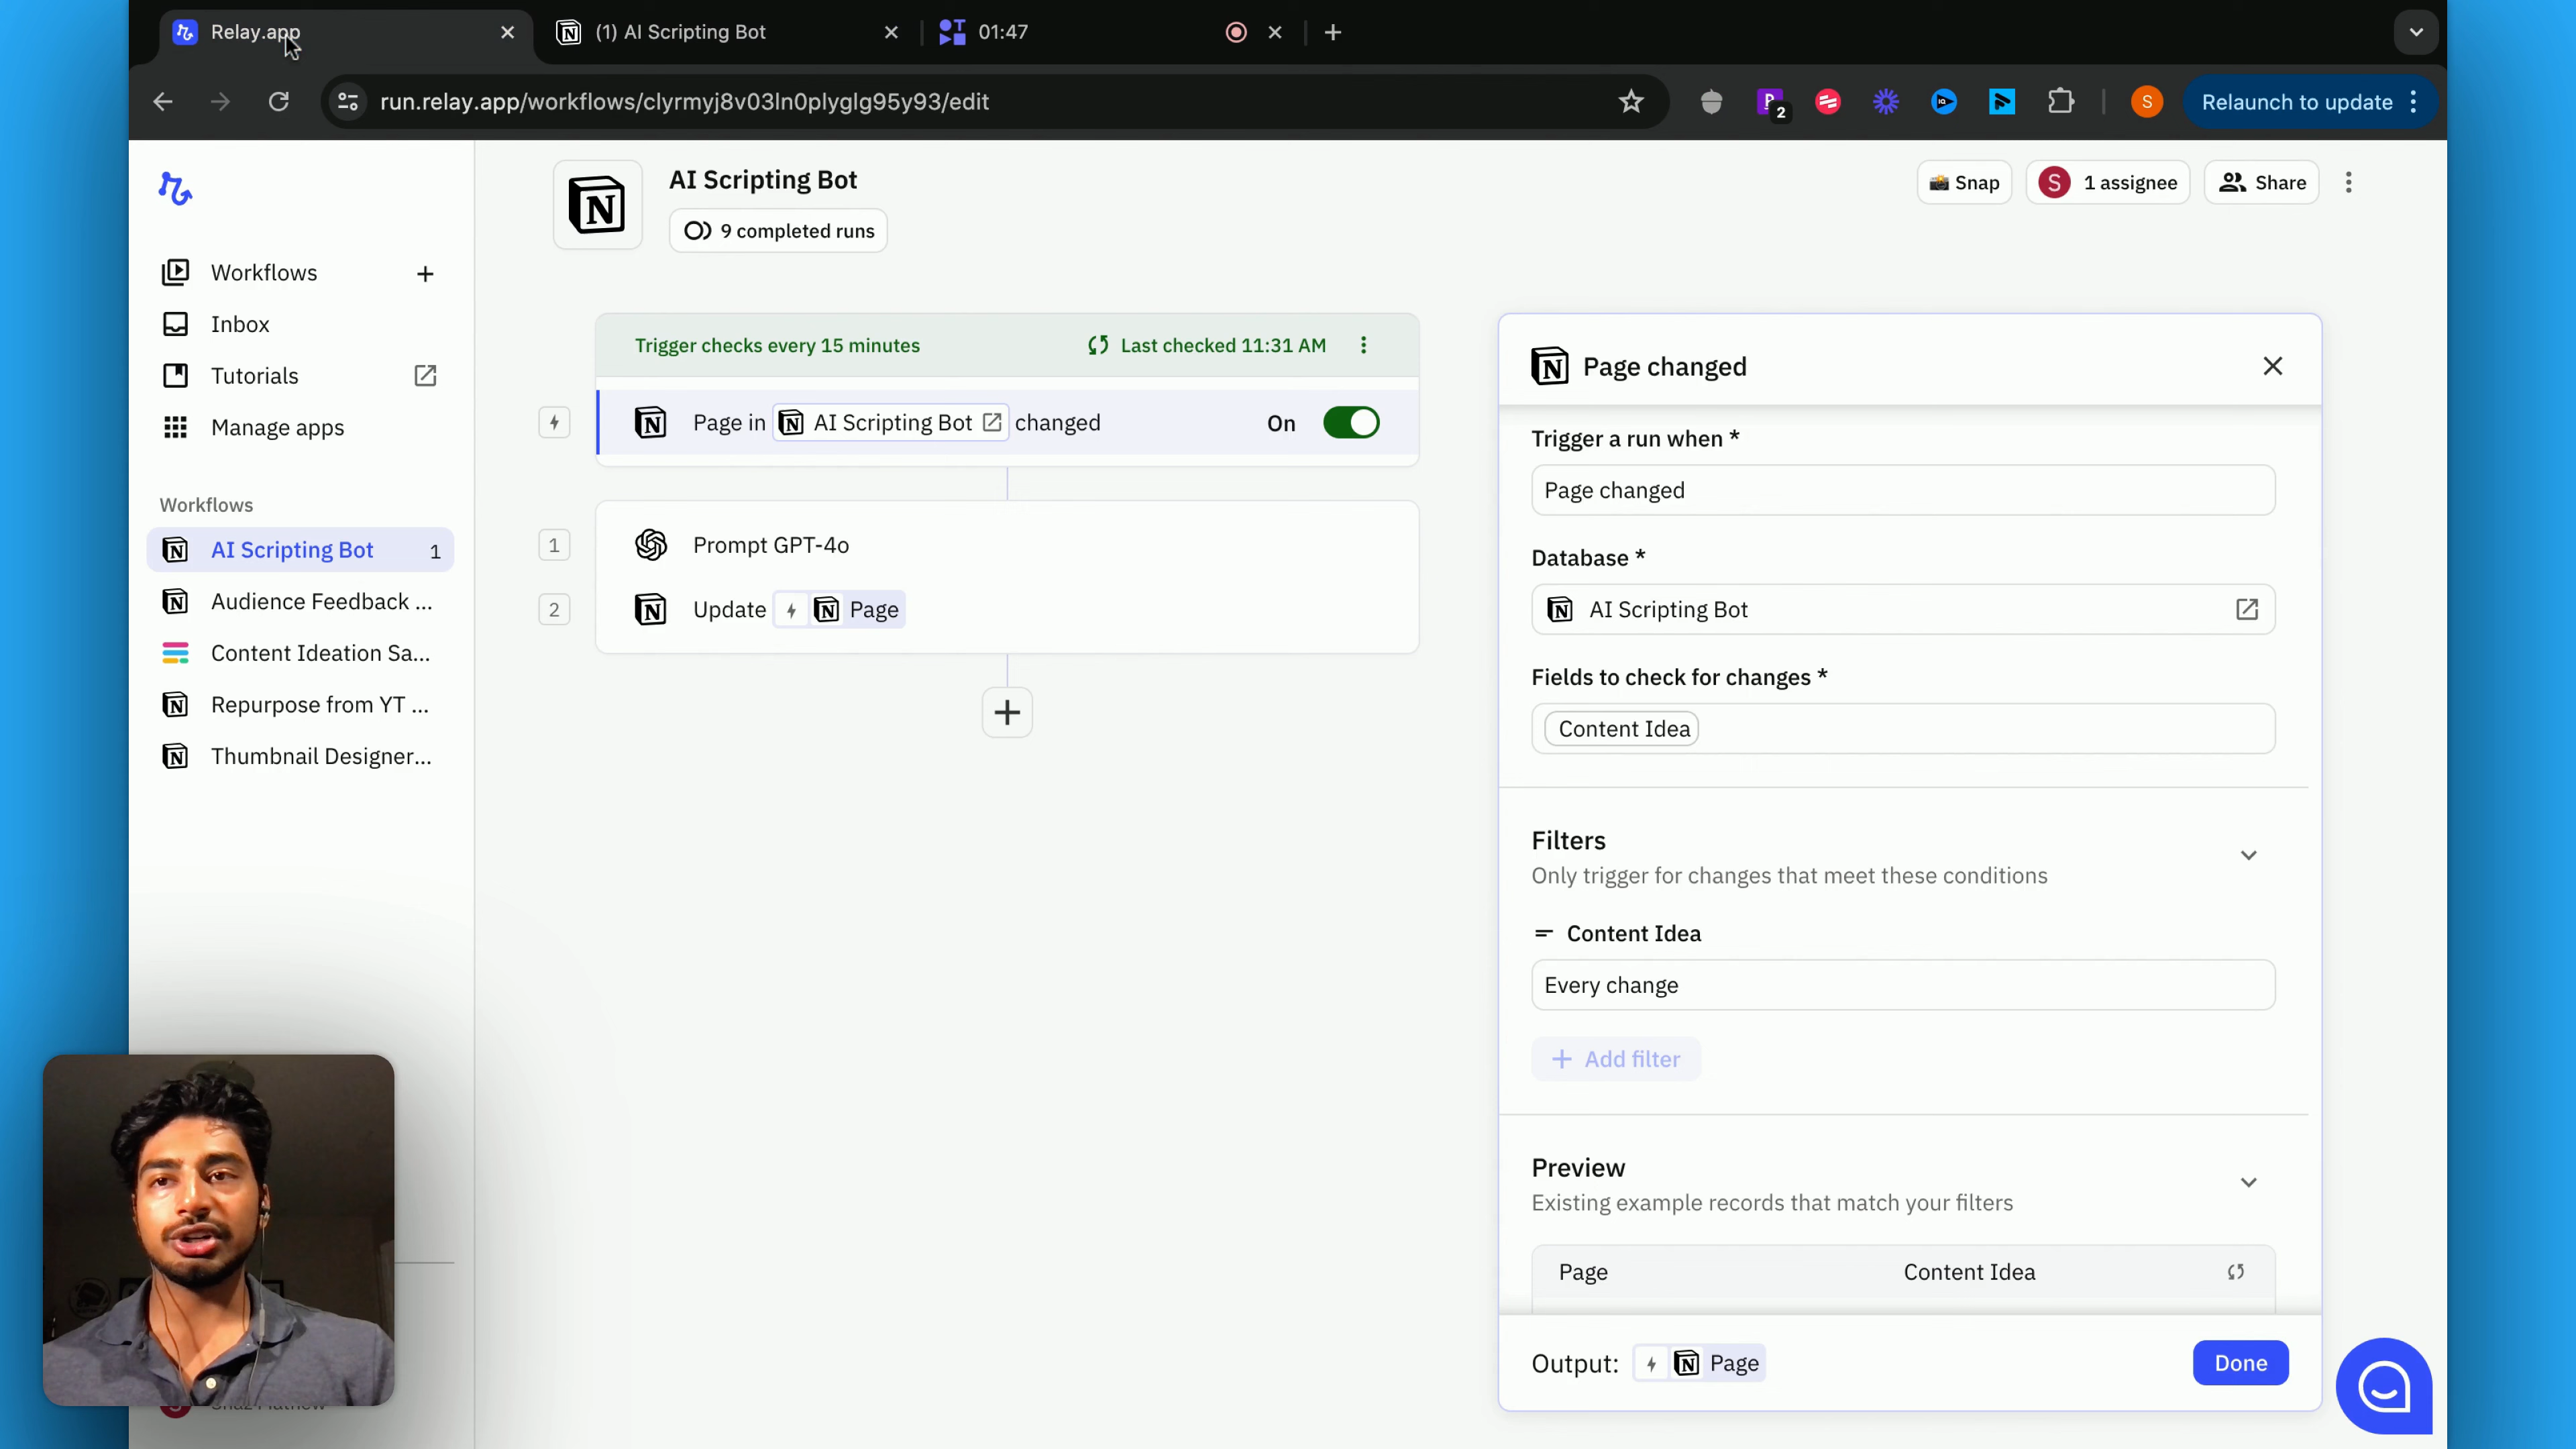 Relay.app
(1) AI Scripting Bot
01:47
run.relay.app/workflows/clyrmyj8v03ln0plyglg95y93/edit
2
S
Relaunch to update
AI Scripting Bot
9 completed runs
📸 Snap
S
1 assignee
Share
Workflows
Inbox
Tutorials
Manage apps
Workflows
AI Scripting Bot
1
Audience Feedback ...
Content Ideation Sa...
Repurpose from YT ...
Thumbnail Designer...
Trigger checks every 15 minutes
Last checked 11:31 AM
Page in AI Scripting Bot changed
On
1
Prompt GPT-4o
2
Update Page
Page changed
Trigger a run when *
Page changed
Database *
AI Scripting Bot
Fields to check for changes *
Content Idea
Filters
Only trigger for changes that meet these conditions
Content Idea
Every change
Add filter
Preview
Existing example records that match your filters
Page
Content Idea
Output: Page
Done